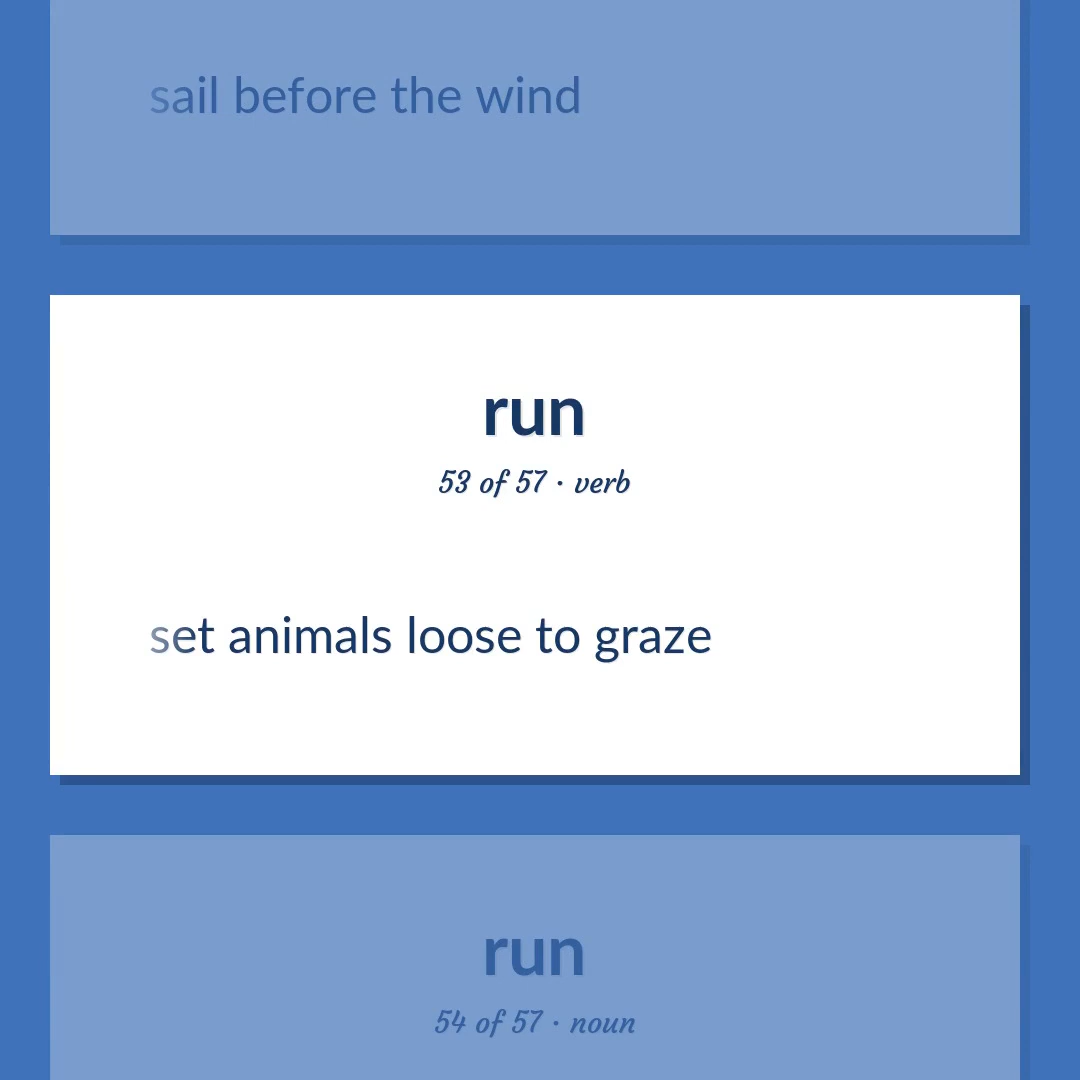 sail before the wind
run
53 of 57 · verb
set animals loose to graze
run
54 of 57 · noun